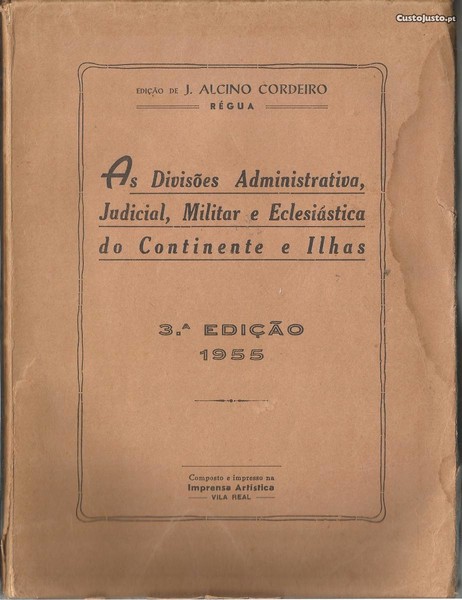 CustoJusto.pt
EDIÇÃO DE J. ALCINO CORDEIRO
RÉGUA
As Divisões Administrativa,
Judicial, Militar e Eclesiástica
do Continente e Ilhas
3.ª EDIÇÃO
1955
Composto e impresso na
Imprensa Artística
VILA REAL